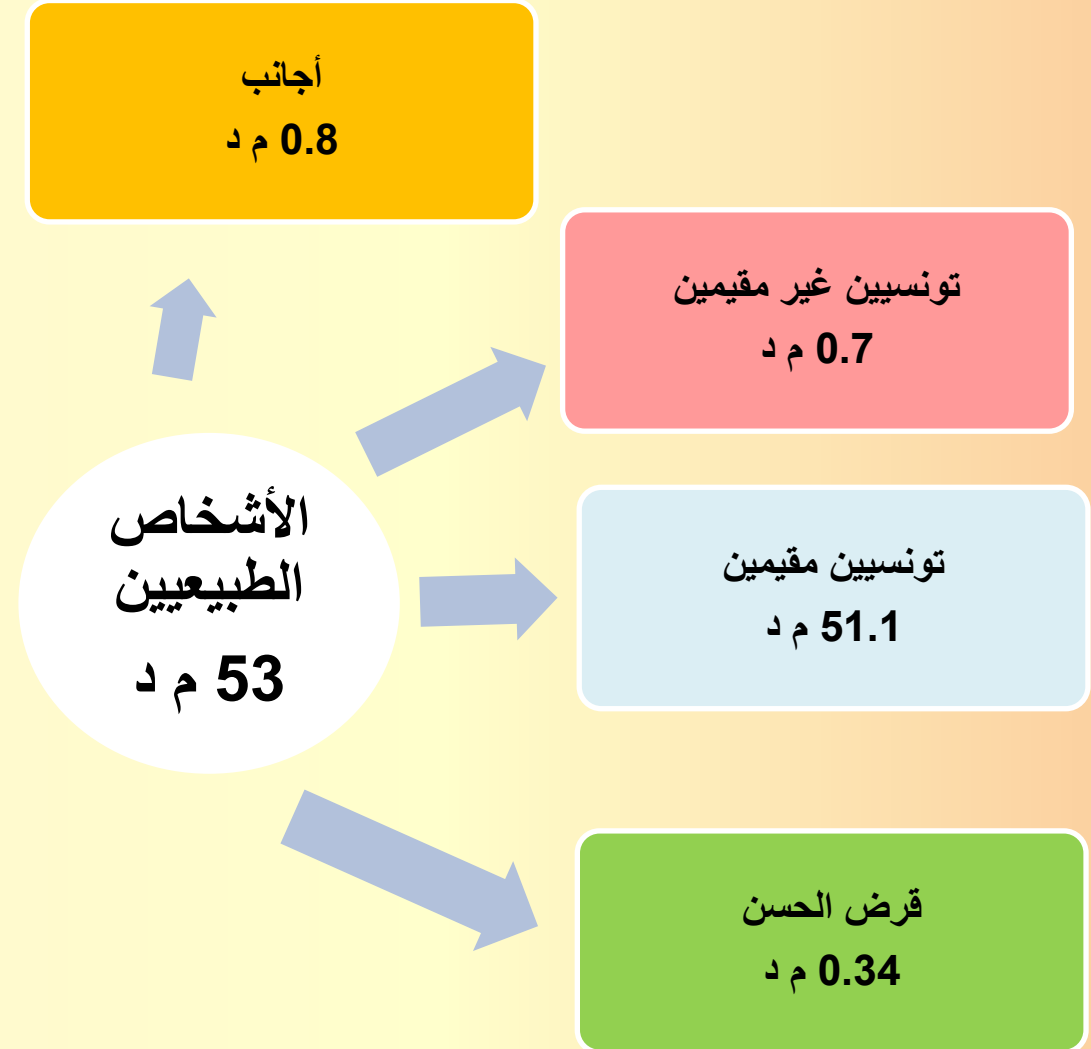 أجانب
0.8 م د
تونسيين غير مقيمين
0.7 م د
الأشخاص
الطبيعيين
53 م د
تونسيين مقيمين
51.1 م د
قرض الحسن
0.34 م د